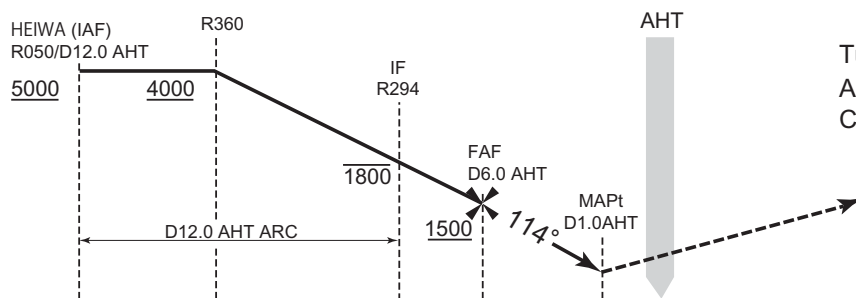 HEIWA (IAF)
R050/D12.0 AHT
5000
4000
R360
IF
R294
1800
D12.0 AHT ARC
FAF
D6.0 AHT
1500
114°
MAPt
D1.0AHT
AHT